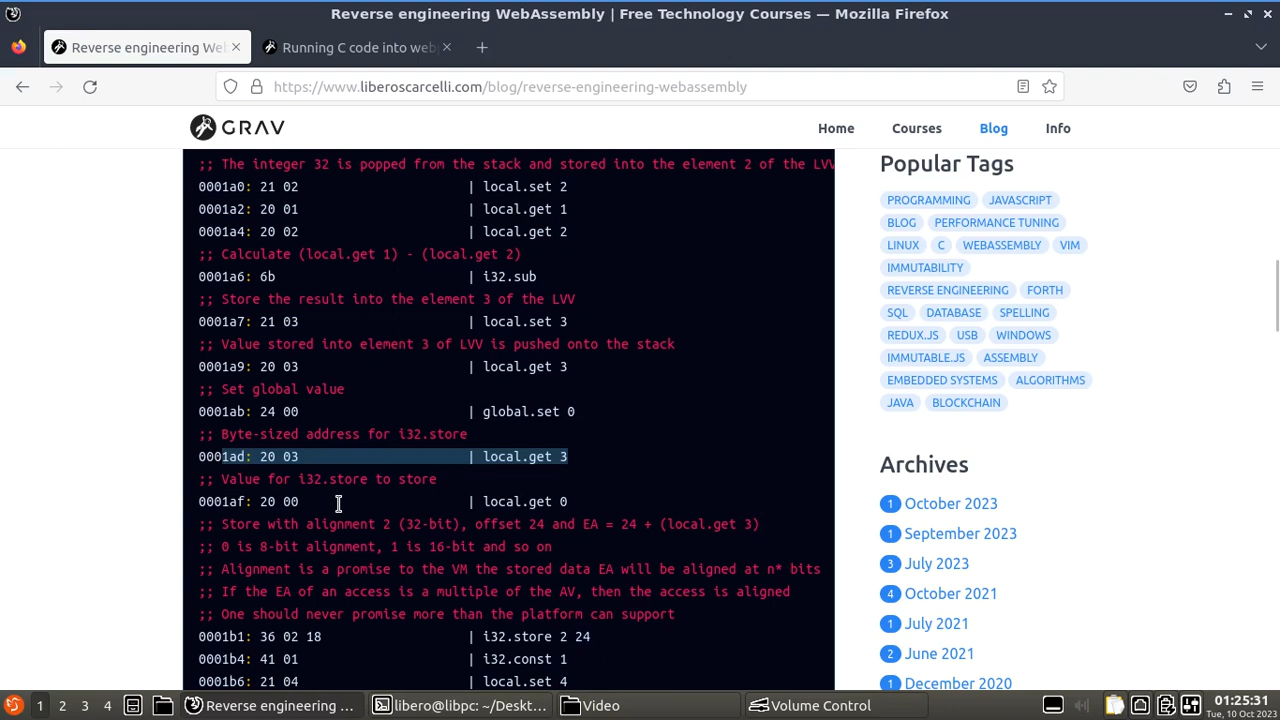 Reverse engineering WebAssembly | Free Technology Courses — Mozilla Firefox
Reverse engineering We
Running C code into web
https://www.liberoscarcelli.com/blog/reverse-engineering-webassembly
GRAV
Home Courses Blog Info
;; The integer 32 is popped from the stack and stored into the element 2 of the LVV
0001a0: 21 02 | local.set 2
0001a2: 20 01 | local.get 1
0001a4: 20 02 | local.get 2
;; Calculate (local.get 1) - (local.get 2)
0001a6: 6b | i32.sub
;; Store the result into the element 3 of the LVV
0001a7: 21 03 | local.set 3
;; Value stored into element 3 of LVV is pushed onto the stack
0001a9: 20 03 | local.get 3
;; Set global value
0001ab: 24 00 | global.set 0
;; Byte-sized address for i32.store
0001ad: 20 03 | local.get 3
;; Value for i32.store to store
0001af: 20 00 | local.get 0
;; Store with alignment 2 (32-bit), offset 24 and EA = 24 + (local.get 3)
;; 0 is 8-bit alignment, 1 is 16-bit and so on
;; Alignment is a promise to the VM the stored data EA will be aligned at n* bits
;; If the EA of an access is a multiple of the AV, then the access is aligned
;; One should never promise more than the platform can support
0001b1: 36 02 18 | i32.store 2 24
0001b4: 41 01 | i32.const 1
0001b6: 21 04 | local.set 4
Popular Tags
PROGRAMMING JAVASCRIPT
BLOG PERFORMANCE TUNING
LINUX C WEBASSEMBLY VIM
IMMUTABILITY
REVERSE ENGINEERING FORTH
SQL DATABASE SPELLING
REDUX.JS USB WINDOWS
IMMUTABLE.JS ASSEMBLY
EMBEDDED SYSTEMS ALGORITHMS
JAVA BLOCKCHAIN
Archives
1 October 2023
1 September 2023
3 July 2023
4 October 2021
1 July 2021
2 June 2021
1 December 2020
1 2 3 4
Reverse engineering ...
libero@libpc: ~/Deskt...
Video
Volume Control
01:25:31
Tue, 10 Oct 2023